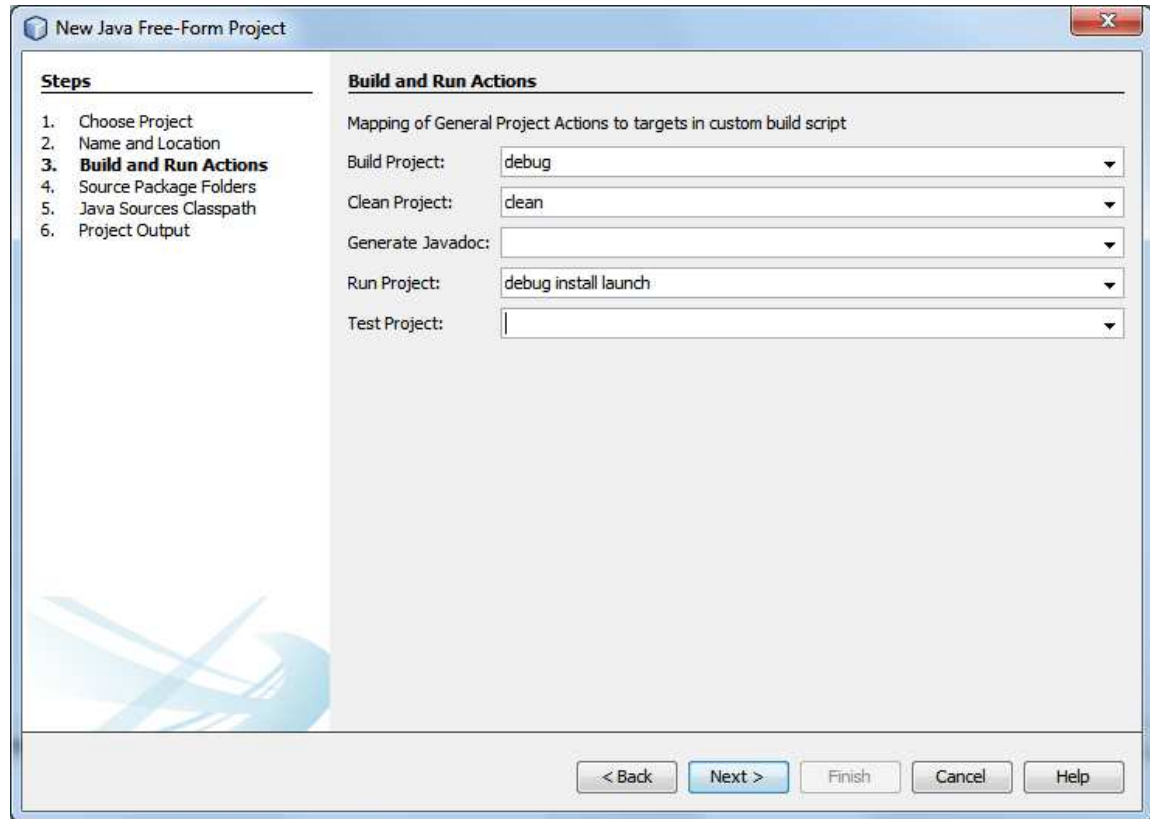 New Java Free-Form Project
Steps
1. Choose Project
2. Name and Location
3. Build and Run Actions
4. Source Package Folders
5. Java Sources Classpath
6. Project Output
Build and Run Actions
Mapping of General Project Actions to targets in custom build script
Build Project: debug
Clean Project: clean
Generate Javadoc:
Run Project: debug install launch
Test Project:
< Back Next > Finish Cancel Help